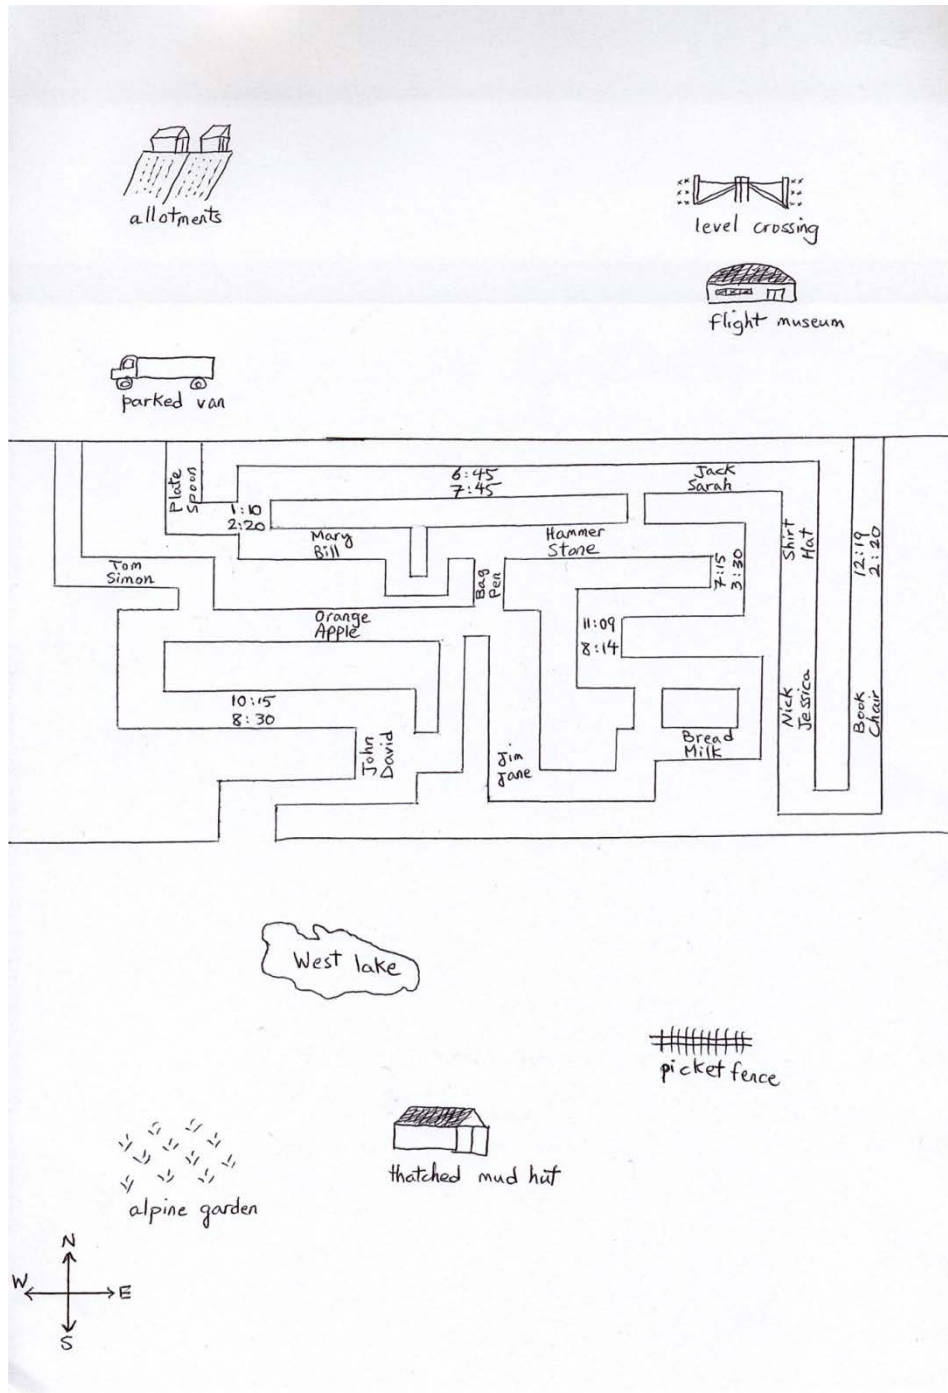 allotments
level crossing
flight museum
parked van
Plate
Spoon
6:45
7:45
Jack
Sarah
1:10
2:20
Mary
Bill
Hammer
Stone
Shirt
Hat
12:19
2:20
Tom
Simon
Bag
Pen
7:15
3:30
Orange
Apple
11:09
8:14
10:15
8:30
John
David
Jim
Jane
Bread
Milk
Nick
Jessica
Book
Chair
West lake
picket fence
thatched mud hut
alpine garden
N
W
E
S